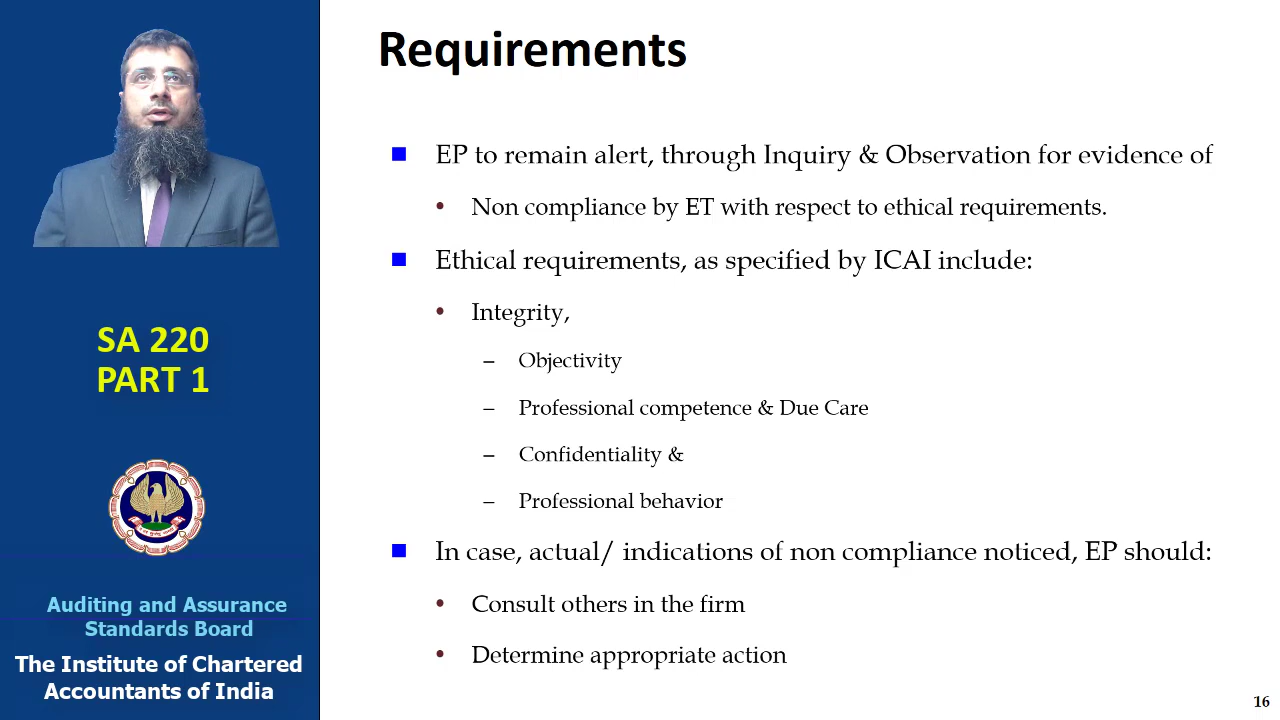 Requirements
EP to remain alert, through Inquiry & Observation for evidence of
• Non compliance by ET with respect to ethical requirements.
Ethical requirements, as specified by ICAI include:
• Integrity,
– Objectivity
– Professional competence & Due Care
– Confidentiality &
– Professional behavior
In case, actual/ indications of non compliance noticed, EP should:
• Consult others in the firm
• Determine appropriate action
SA 220
PART 1
Auditing and Assurance
Standards Board
The Institute of Chartered
Accountants of India
16